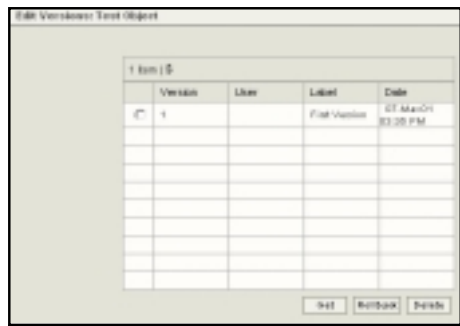 Edit Versions: Test Object
1 item |
Version User Label Date
1 First Version 07-Mar-01
03:35 PM
Get Rollback Delete